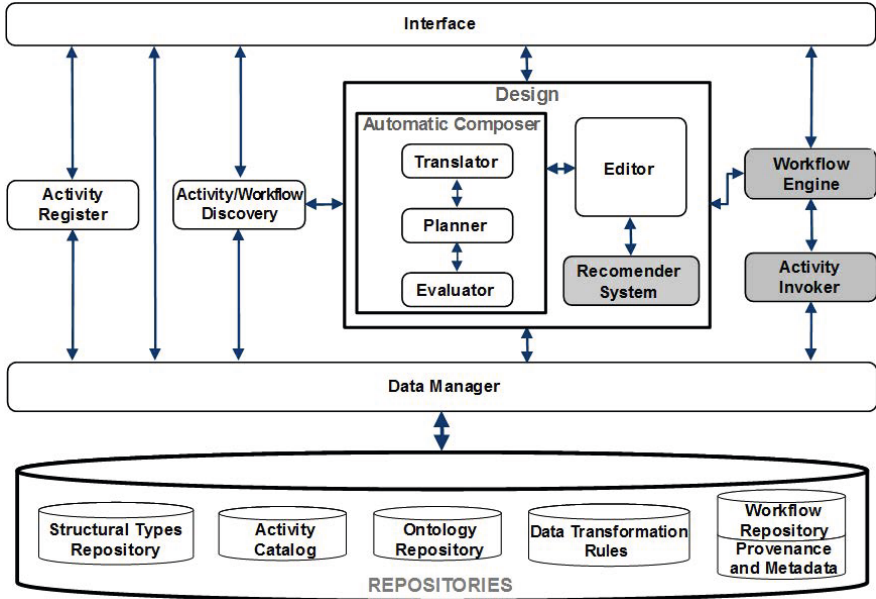 Interface
Design
Automatic Composer
Translator
Planner
Evaluator
Editor
Recomender
System
Activity
Register
Activity/Workflow
Discovery
Workflow
Engine
Activity
Invoker
Data Manager
Structural Types
Repository
Activity
Catalog
Ontology
Repository
Data Transformation
Rules
Workflow
Repository
Provenance
and Metadata
REPOSITORIES